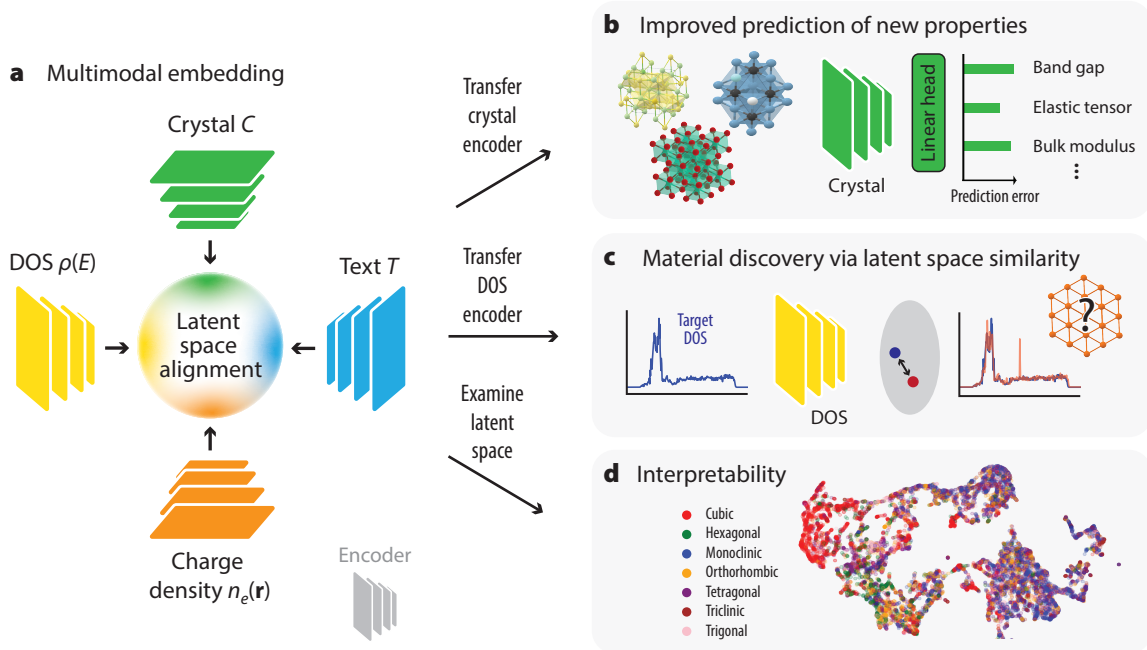 a Multimodal embedding
Crystal C
DOS ρ(E)
Text T
Latent
space
alignment
Charge
density nₑ(r)
Encoder
Transfer
crystal
encoder
Transfer
DOS
encoder
Examine
latent
space
b Improved prediction of new properties
Crystal
Linear head
Band gap
Elastic tensor
Bulk modulus
⋮
Prediction error
c Material discovery via latent space similarity
Target
DOS
DOS
?
d Interpretability
Cubic
Hexagonal
Monoclinic
Orthorhombic
Tetragonal
Triclinic
Trigonal